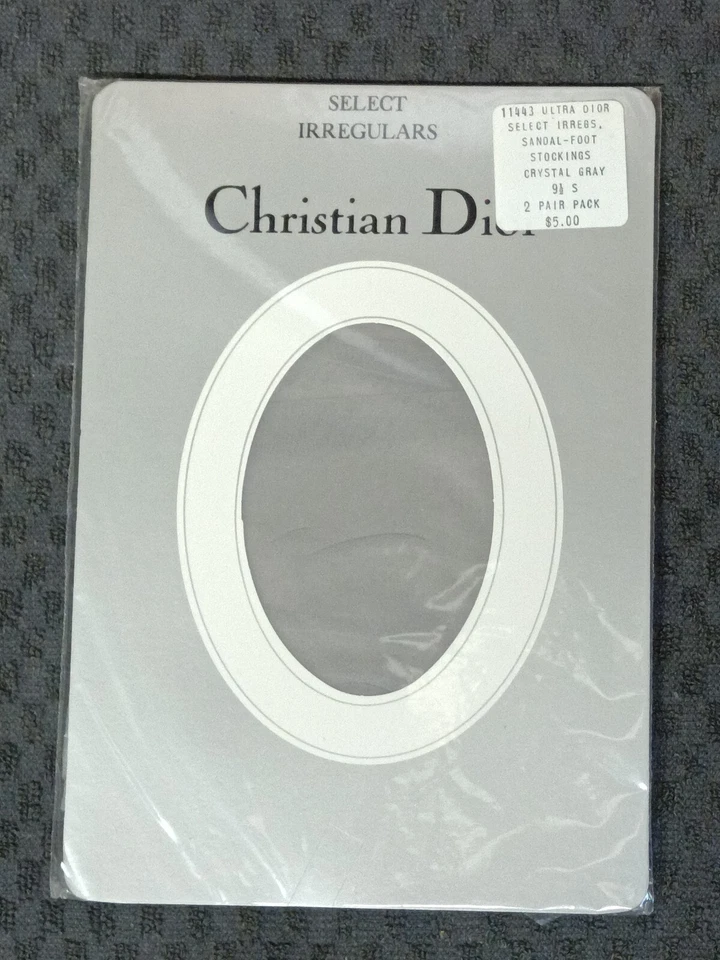 SELECT
IRREGULARS
Christian Dior
11443 ULTRA DIOR
SELECT IRREGS.
SANDAL-FOOT
STOCKINGS
CRYSTAL GRAY
9½ S
2 PAIR PACK
$5.00